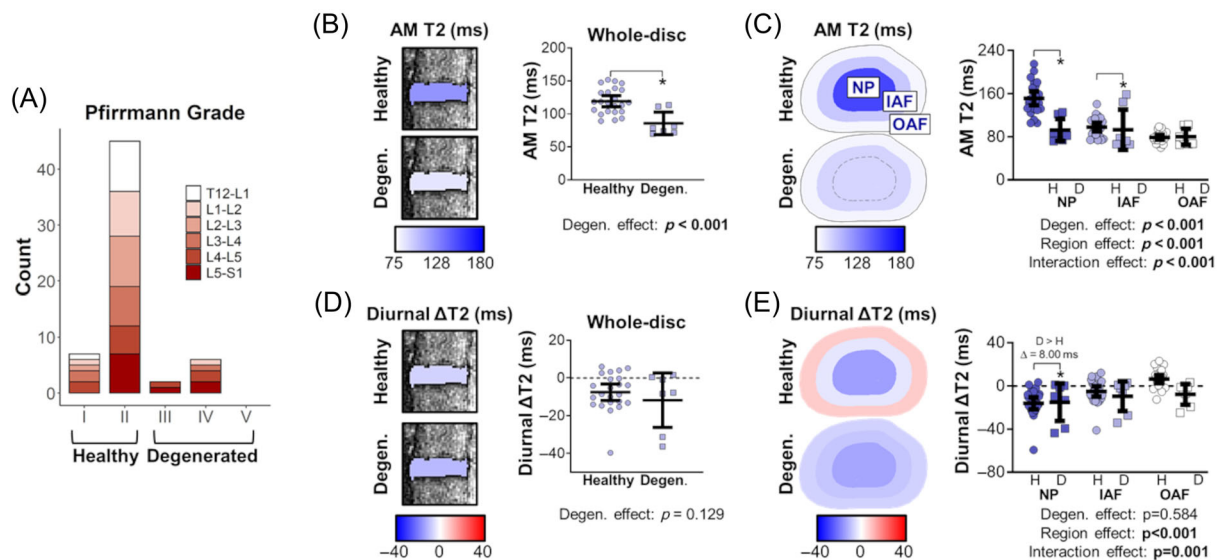 (A)
Pfirrmann Grade
Count
40
30
20
10
0
T12-L1
L1-L2
L2-L3
L3-L4
L4-L5
L5-S1
I II III IV V
Healthy Degenerated
(B)
AM T2 (ms)
Healthy
Degen.
75 128 180
Whole-disc
AM T2 (ms)
200
150
100
50
0
*
Healthy Degen.
Degen. effect: p < 0.001
(C)
AM T2 (ms)
Healthy
Degen.
NP
IAF
OAF
75 128 180
AM T2 (ms)
240
160
80
0
* *
H D H D H D
NP IAF OAF
Degen. effect: p < 0.001
Region effect: p < 0.001
Interaction effect: p < 0.001
(D)
Diurnal ΔT2 (ms)
Healthy
Degen.
−40 0 40
Whole-disc
Diurnal ΔT2 (ms)
20
0
−20
−40
Healthy Degen.
Degen. effect: p = 0.129
(E)
Diurnal ΔT2 (ms)
Healthy
Degen.
−40 0 40
Diurnal ΔT2 (ms)
40
0
−40
−80
D > H
Δ = 8.00 ms
*
H D H D H D
NP IAF OAF
Degen. effect: p=0.584
Region effect: p<0.001
Interaction effect: p=0.001